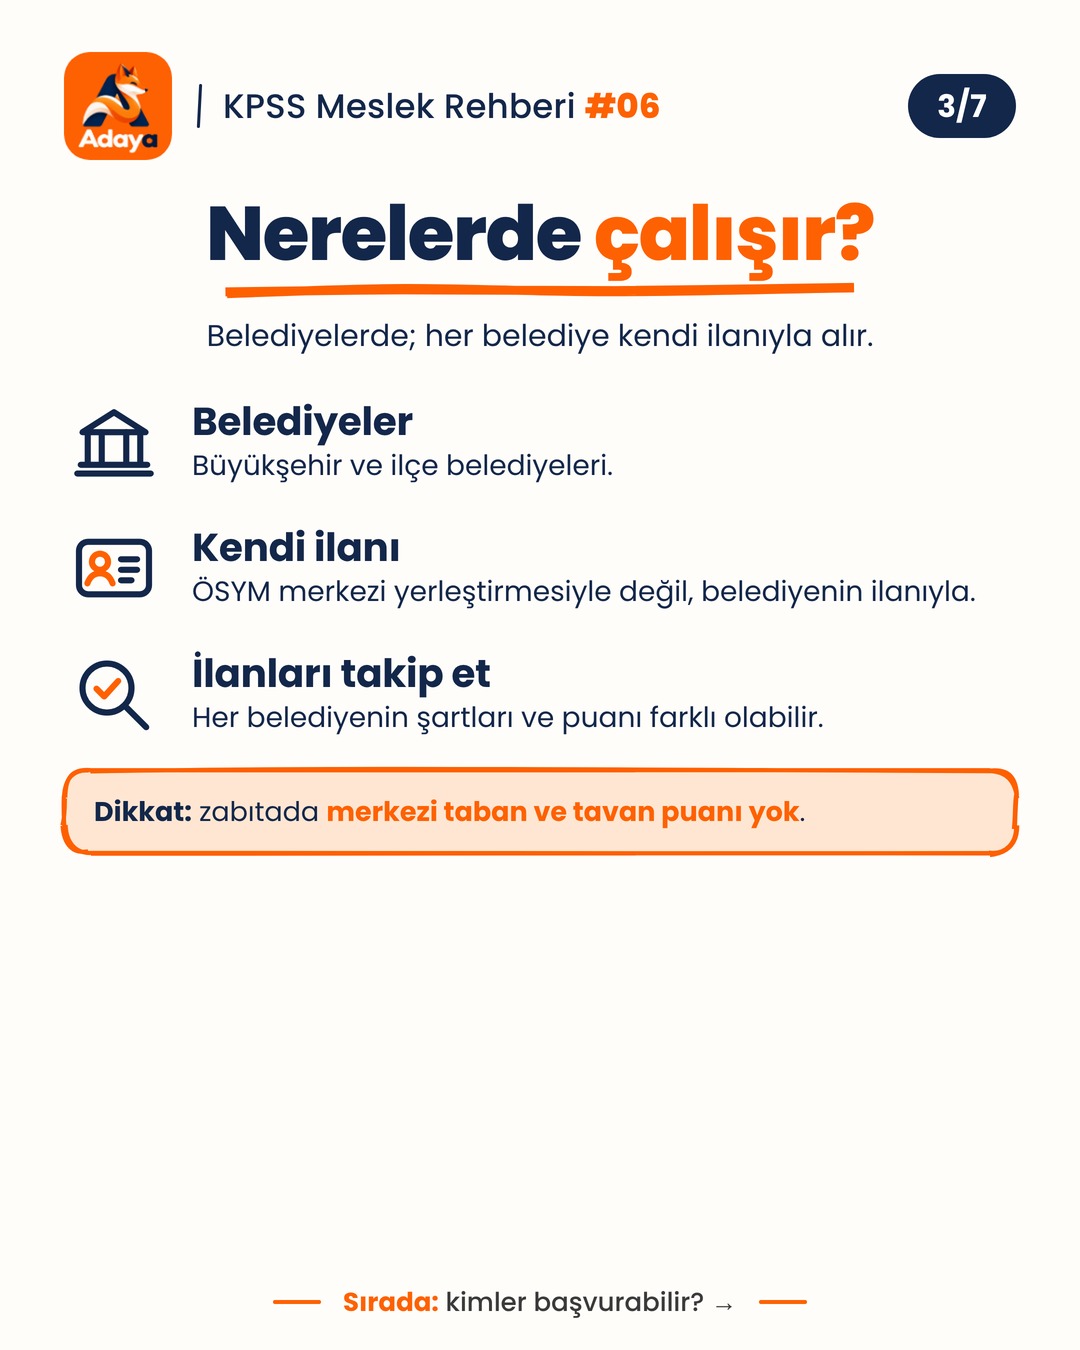 Adaya
KPSS Meslek Rehberi #06
3/7
Nerelerde çalışır?
Belediyelerde; her belediye kendi ilanıyla alır.
Belediyeler
Büyükşehir ve ilçe belediyeleri.
Kendi ilanı
ÖSYM merkezi yerleştirmesiyle değil, belediyenin ilanıyla.
İlanları takip et
Her belediyenin şartları ve puanı farklı olabilir.
Dikkat: zabıtada merkezi taban ve tavan puanı yok.
Sırada: kimler başvurabilir? →